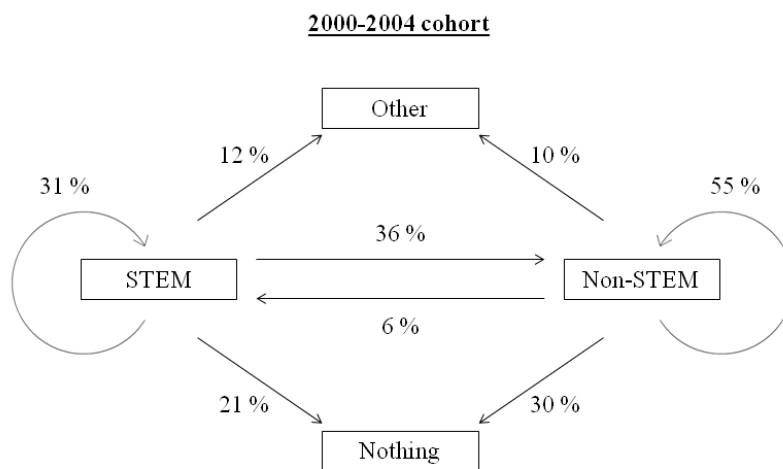 2000-2004 cohort
Other
12 %
10 %
31 %
55 %
36 %
STEM
Non-STEM
6 %
21 %
30 %
Nothing